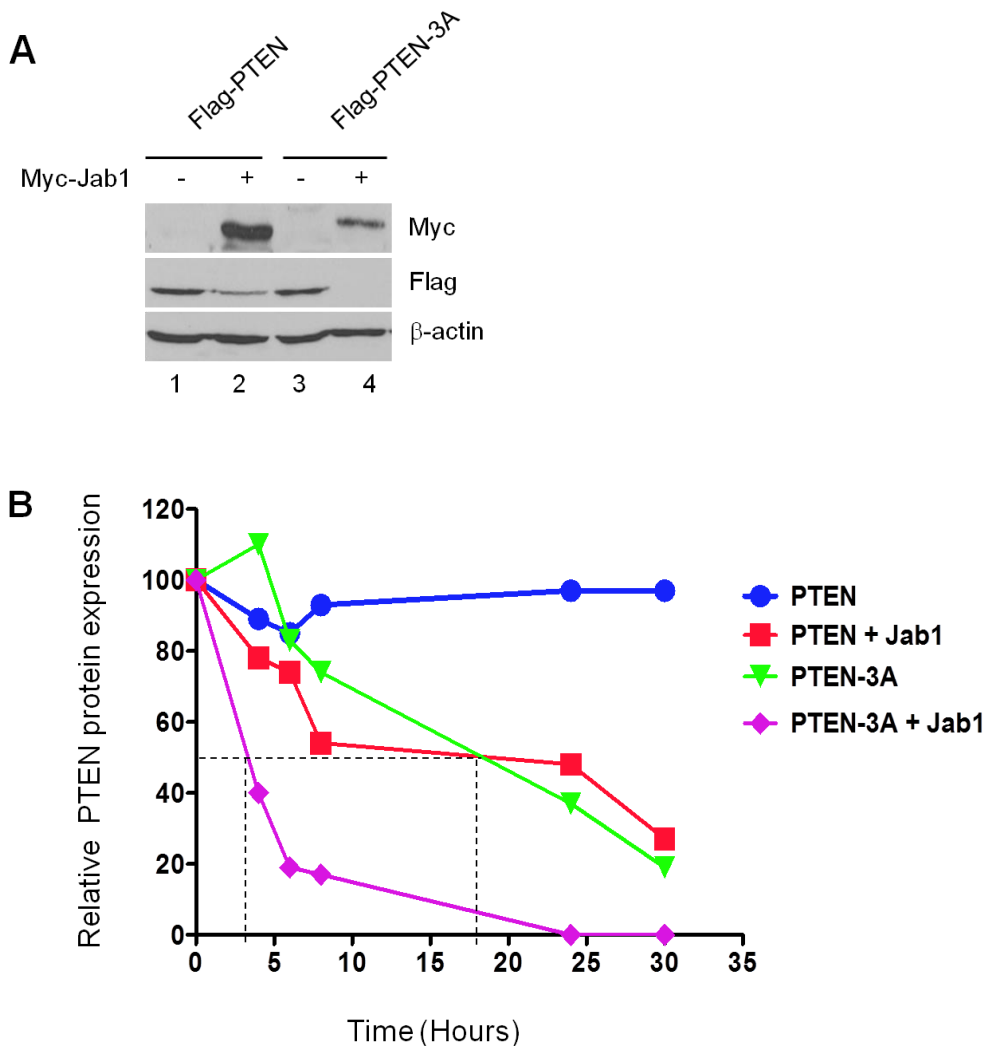 A
Flag-PTEN
Flag-PTEN-3A
Myc-Jab1 - + - +
Myc
Flag
β-actin
1 2 3 4
B
Relative PTEN protein expression
120
100
80
60
40
20
0
0 5 10 15 20 25 30 35
Time (Hours)
PTEN
PTEN + Jab1
PTEN-3A
PTEN-3A + Jab1